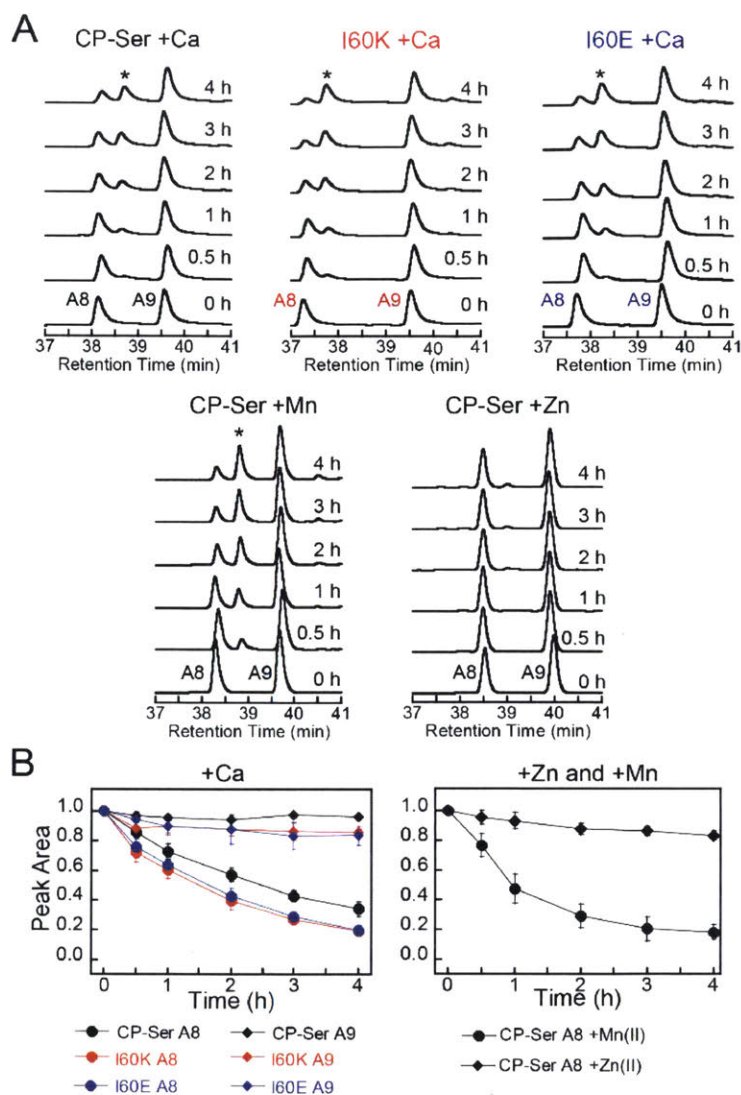 A
CP-Ser +Ca
I60K +Ca
I60E +Ca
*
4 h
3 h
2 h
1 h
0.5 h
A8
A9
0 h
37 38 39 40 41
Retention Time (min)
*
4 h
3 h
2 h
1 h
0.5 h
A8
A9
0 h
37 38 39 40 41
Retention Time (min)
*
4 h
3 h
2 h
1 h
0.5 h
A8
A9
0 h
37 38 39 40 41
Retention Time (min)
CP-Ser +Mn
CP-Ser +Zn
*
4 h
3 h
2 h
1 h
0.5 h
A8
A9
0 h
37 38 39 40 41
Retention Time (min)
4 h
3 h
2 h
1 h
0.5 h
A8
A9
0 h
37 38 39 40 41
Retention Time (min)
B
+Ca
+Zn and +Mn
Peak Area
1.0
0.8
0.6
0.4
0.2
0.0
0 1 2 3 4
Time (h)
1.0
0.8
0.6
0.4
0.2
0.0
0 1 2 3 4
Time (h)
CP-Ser A8
CP-Ser A9
I60K A8
I60K A9
I60E A8
I60E A9
CP-Ser A8 +Mn(II)
CP-Ser A8 +Zn(II)